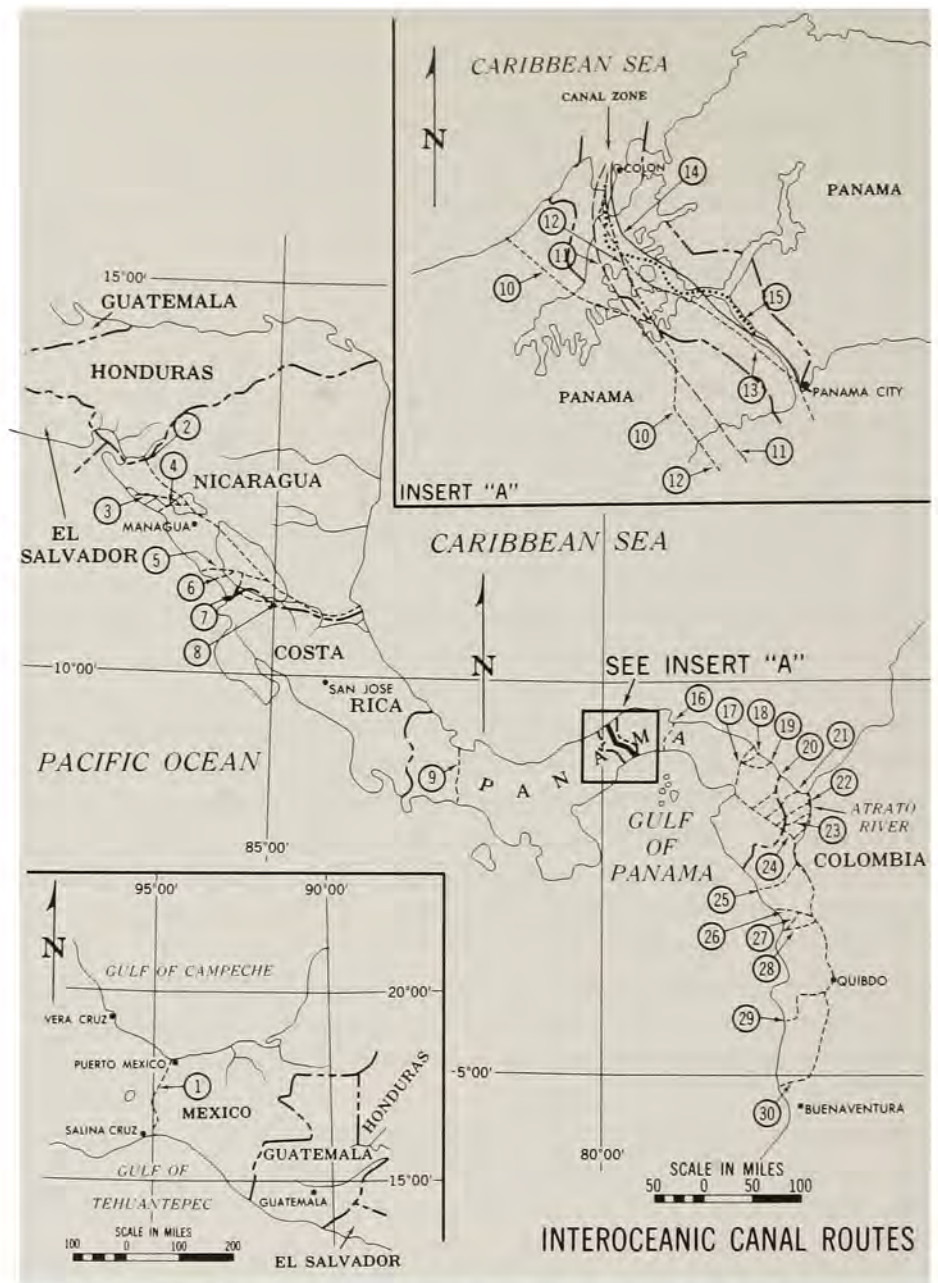 CARIBBEAN SEA
CANAL ZONE
N
COLON
14
PANAMA
12
11
10
15
13
PANAMA CITY
PANAMA
10
11
12
INSERT "A"
15°00'
GUATEMALA
HONDURAS
2
4
NICARAGUA
3
MANAGUA
EL
SALVADOR
5
6
7
8
COSTA
10°00'
SAN JOSE
RICA
PACIFIC OCEAN
85°00'
CARIBBEAN SEA
N
SEE INSERT "A"
9
PANAMA
16
17
18
19
20
21
22
ATRATO
RIVER
23
GULF
OF
PANAMA
24
COLOMBIA
25
26
27
28
QUIBDO
29
5°00'
30
BUENAVENTURA
80°00'
SCALE IN MILES
50 0 50 100
INTEROCEANIC CANAL ROUTES
95°00'
90°00'
N
GULF OF CAMPECHE
20°00'
VERA CRUZ
PUERTO MEXICO
1
MEXICO
HONDURAS
SALINA CRUZ
GUATEMALA
GULF OF
TEHUANTEPEC
15°00'
GUATEMALA
SCALE IN MILES
100 0 100 200
EL SALVADOR